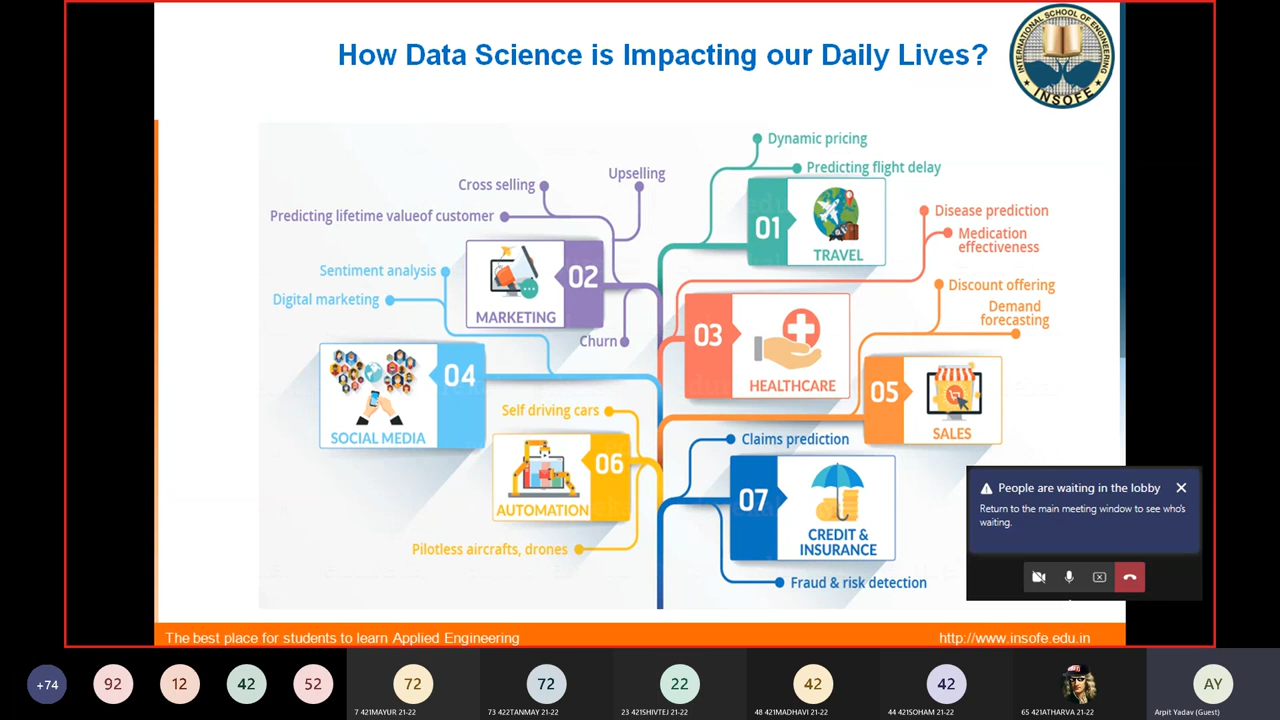 How Data Science is Impacting our Daily Lives?
INTERNATIONAL SCHOOL OF ENGINEERING
★ INSOFE ★
Dynamic pricing
Predicting flight delay
01
TRAVEL
Upselling
Cross selling
Predicting lifetime valueof customer
02
MARKETING
Churn
Disease prediction
Medication
effectiveness
03
HEALTHCARE
Sentiment analysis
Digital marketing
04
SOCIAL MEDIA
Discount offering
Demand
forecasting
05
SALES
Self driving cars
06
AUTOMATION
Pilotless aircrafts, drones
Claims prediction
07
CREDIT &
INSURANCE
Fraud & risk detection
People are waiting in the lobby
Return to the main meeting window to see who's
waiting.
The best place for students to learn Applied Engineering
http://www.insofe.edu.in
+74
92
12
42
52
72
7 421MAYUR 21-22
72
73 422TANMAY 21-22
22
23 421SHIVTEJ 21-22
42
48 421MADHAVI 21-22
42
44 421SOHAM 21-22
65 421ATHARVA 21-22
AY
Arpit Yadav (Guest)